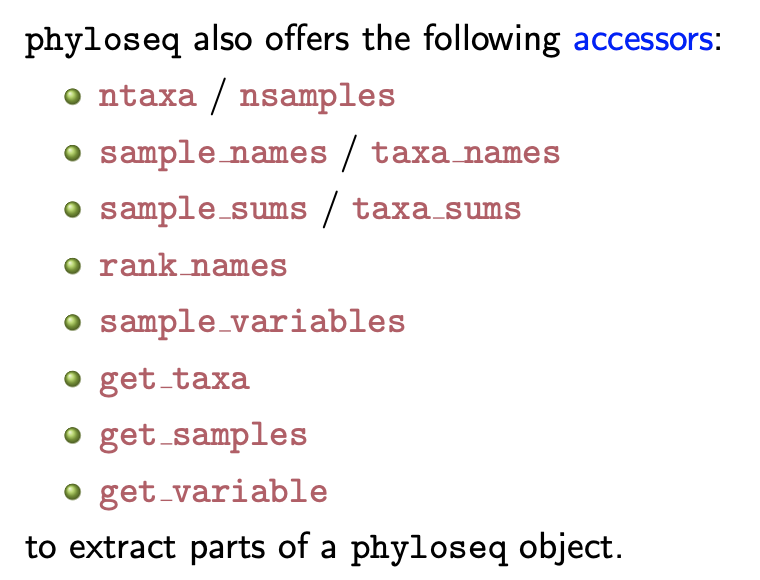 phyloseq also offers the following accessors:
ntaxa / nsamples
sample_names / taxa_names
sample_sums / taxa_sums
rank_names
sample_variables
get_taxa
get_samples
get_variable
to extract parts of a phyloseq object.